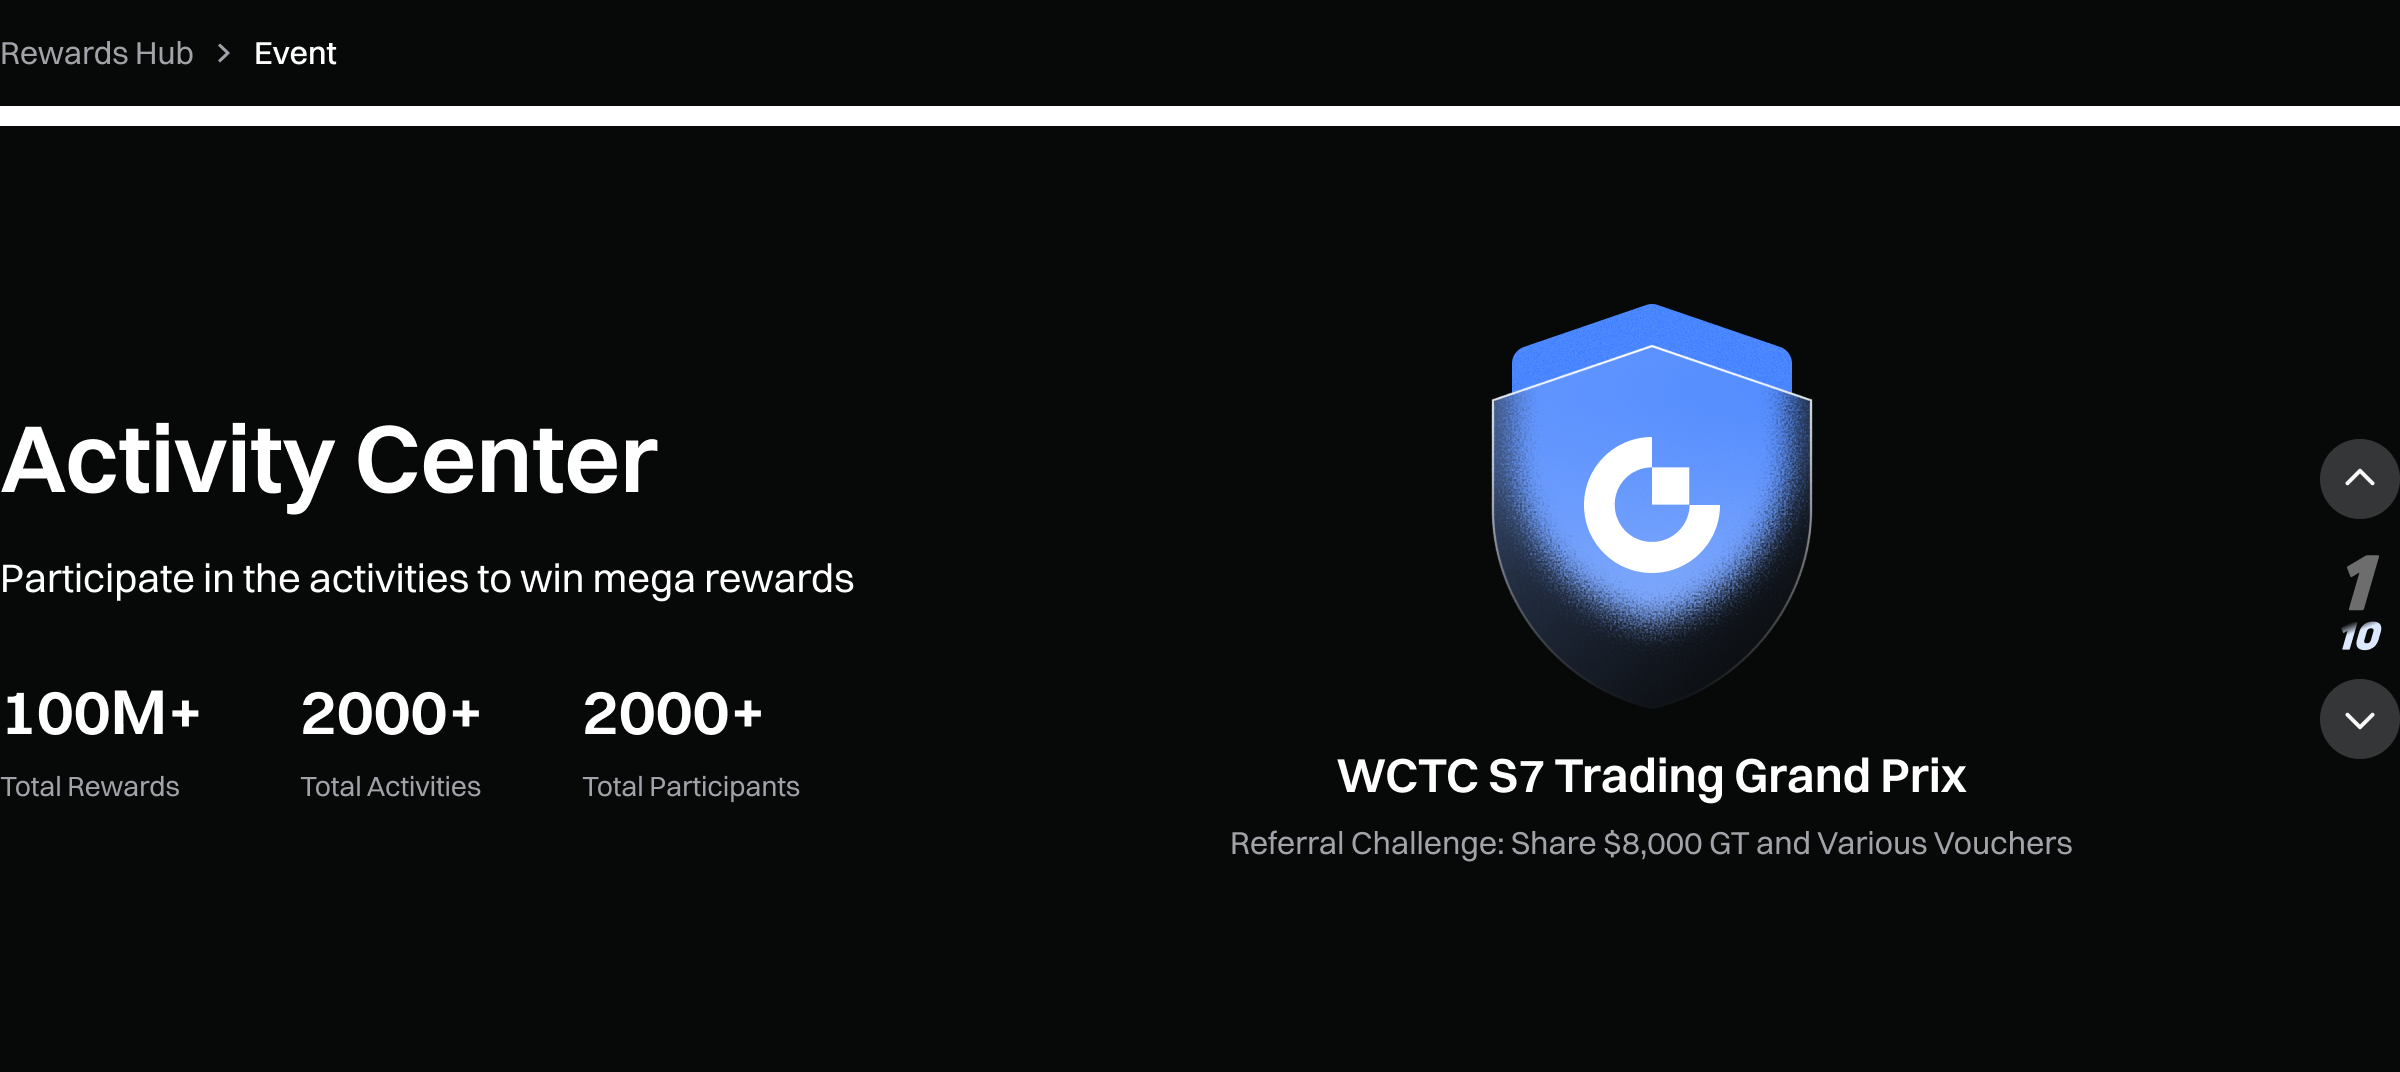 Rewards Hub > Event
Activity Center
Participate in the activities to win mega rewards
100M+ 2000+ 2000+
Total Rewards Total Activities Total Participants
WCTC S7 Trading Grand Prix
Referral Challenge: Share $8,000 GT and Various Vouchers
1
10